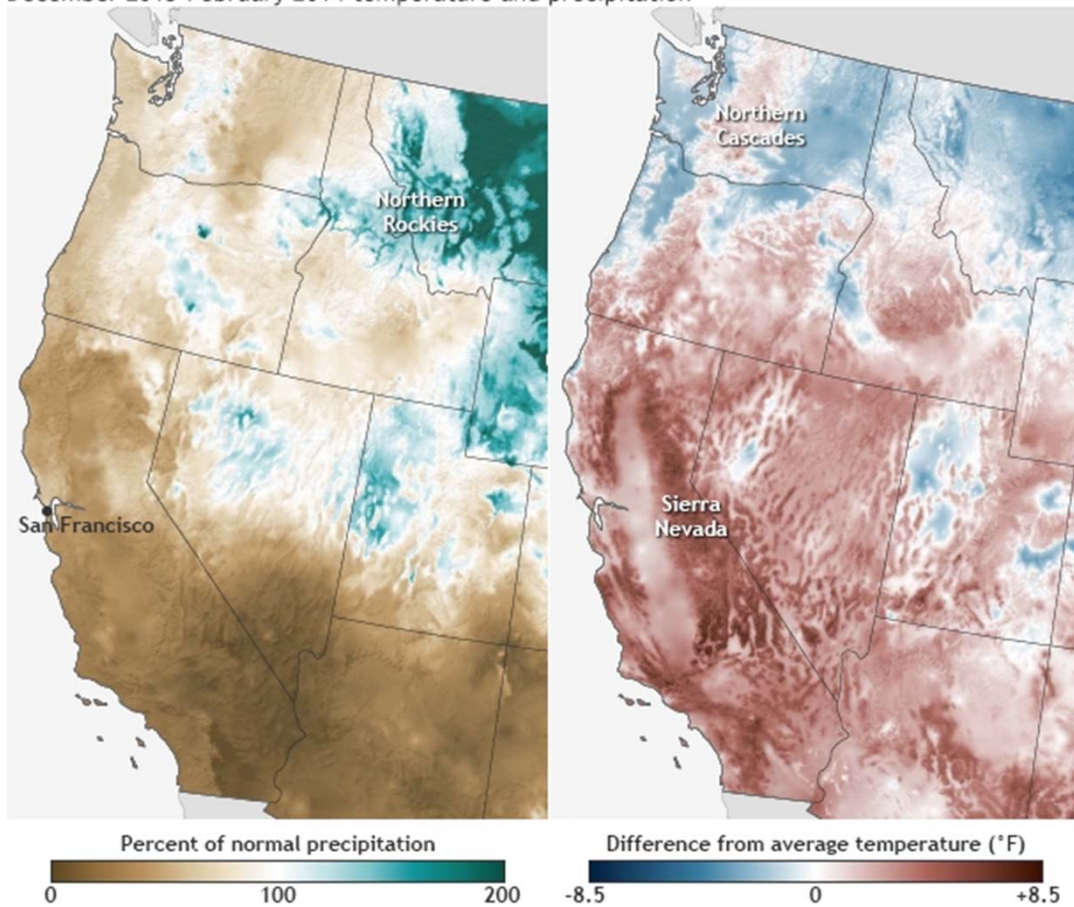 Northern
Rockies
San Francisco
Northern
Cascades
Sierra
Nevada
Percent of normal precipitation
0 100 200
Difference from average temperature (°F)
-8.5 0 +8.5